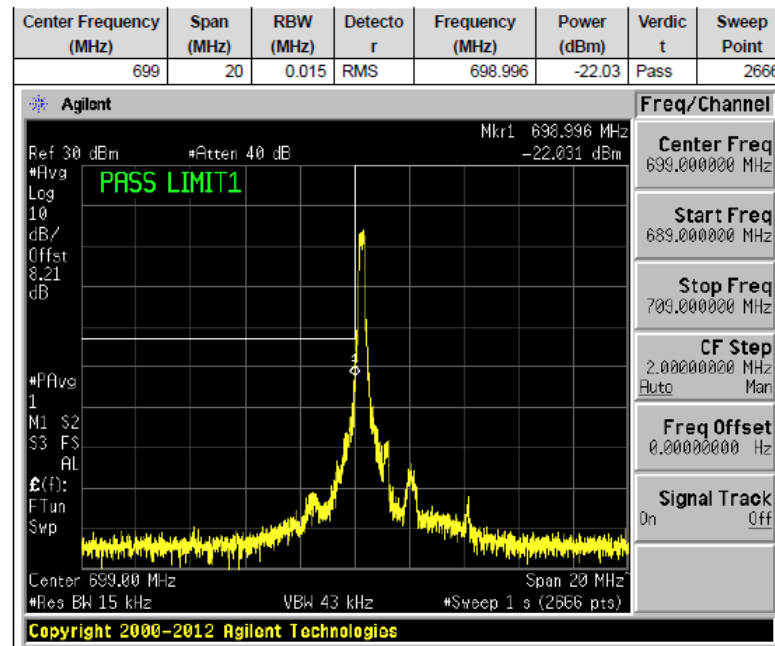 Center Frequency Span RBW Detecto Frequency Power Verdic Sweep
(MHz) (MHz) (MHz) r (MHz) (dBm) t Point
699 20 0.015 RMS 698.996 -22.03 Pass 2666
Agilent Freq/Channel
Mkr1 698.996 MHz
Ref 30 dBm #Atten 40 dB -22.031 dBm
#Avg
Log
10
dB/
Offst
8.21
dB
PASS LIMIT1
1
#PAvg
1
M1 S2
S3 FS
AL
£(f):
FTun
Swp
Center 699.00 MHz Span 20 MHz
#Res BW 15 kHz VBW 43 kHz #Sweep 1 s (2666 pts)
Center Freq
699.000000 MHz
Start Freq
689.000000 MHz
Stop Freq
709.000000 MHz
CF Step
2.00000000 MHz
Auto Man
Freq Offset
0.00000000 Hz
Signal Track
On Off
Copyright 2000-2012 Agilent Technologies